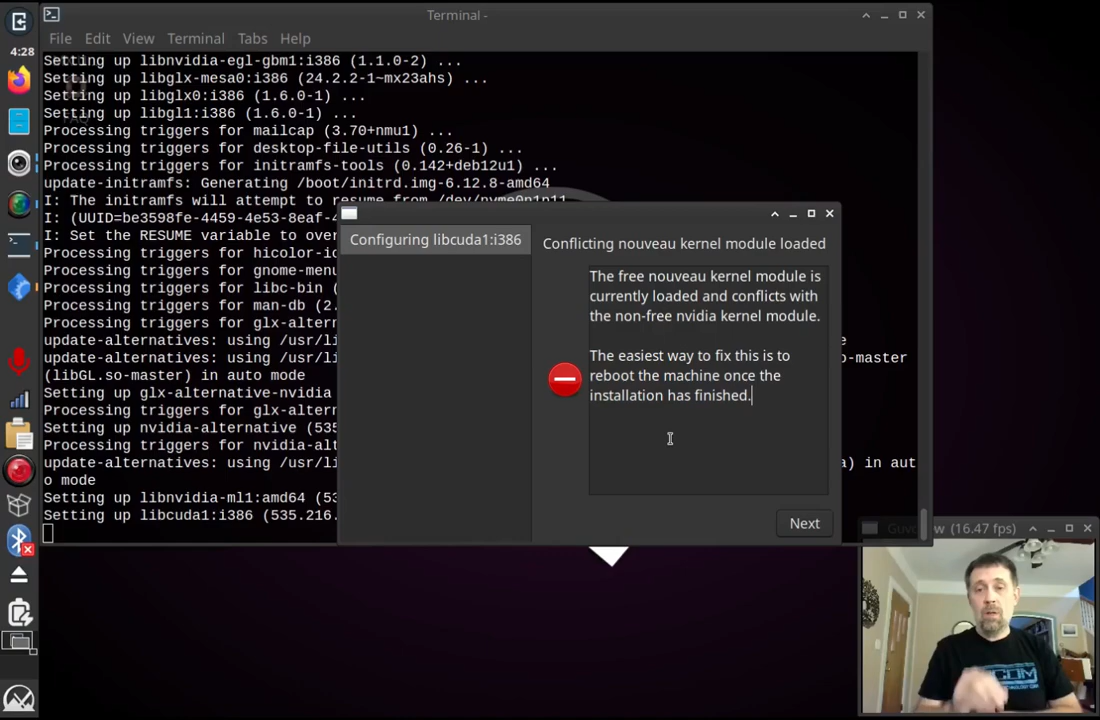 Terminal -
File Edit View Terminal Tabs Help
4:28
Setting up libnvidia-egl-gbm1:i386 (1.1.0-2) ...
Setting up libglx-mesa0:i386 (24.2.2-1~mx23ahs) ...
Setting up libglx0:i386 (1.6.0-1) ...
Setting up libgl1:i386 (1.6.0-1) ...
Processing triggers for mailcap (3.70+nmu1) ...
Processing triggers for desktop-file-utils (0.26-1) ...
Processing triggers for initramfs-tools (0.142+deb12u1) ...
update-initramfs: Generating /boot/initrd.img-6.12.8-amd64
I: The initramfs will attempt to resume from /dev/nvme0n1p11
I: (UUID=be3598fe-4459-4e53-8eaf-
I: Set the RESUME variable to over
Processing triggers for hicolor-ic
Processing triggers for gnome-menu
Processing triggers for libc-bin (
Processing triggers for man-db (2.
Processing triggers for glx-altern
update-alternatives: using /usr/li
update-alternatives: using /usr/li o-master
(libGL.so-master) in auto mode
Setting up glx-alternative-nvidia
Processing triggers for glx-altern
Setting up nvidia-alternative (535
Processing triggers for nvidia-alt
update-alternatives: using /usr/li a) in aut
o mode
Setting up libnvidia-ml1:amd64 (53
Setting up libcuda1:i386 (535.216.
Configuring libcuda1:i386
Conflicting nouveau kernel module loaded
The free nouveau kernel module is
currently loaded and conflicts with
the non-free nvidia kernel module.
The easiest way to fix this is to
reboot the machine once the
installation has finished.
Next
(16.47 fps)